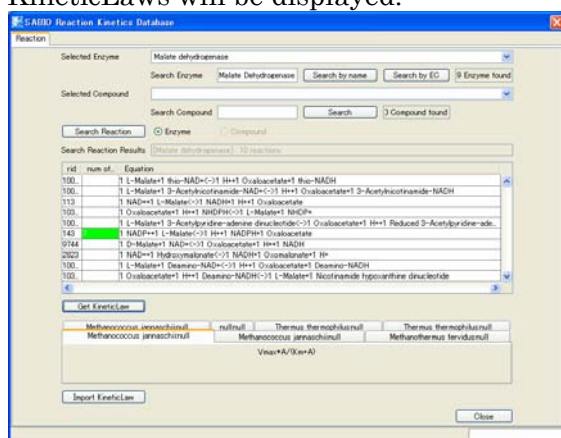 KineticLaws will be displayed.
SABIO Reaction Kinetics Database
Reaction
Selected Enzyme Malate dehydrogenase
Search Enzyme Malate Dehydrogenase Search by name Search by EC 9 Enzyme found
Selected Compound
Search Compound Search 3 Compound found
Search Reaction Enzyme Compound
Search Reaction Results [Malate dehydrogenase] : 10 reactions
rid num of.. Equation
100.. 1 L-Malate+1 thio-NAD+<->1 H++1 Oxaloacetate+1 thio-NADH
100.. 1 L-Malate+1 3-Acetylnicotinamide-NAD+<->1 H++1 Oxaloacetate+1 3-Acetylnicotinamide-NADH
113 1 NAD++1 L-Malate<->1 NADH+1 H++1 Oxaloacetate
103.. 1 Oxaloacetate+1 H++1 NHDPH<->1 L-Malate+1 NHDP+
100.. 1 L-Malate+1 3-Acetylpyridine-adenine dinuclectide<->1 Oxaloacetate+1 H++1 Reduced 3-Acetylpyridine-ade..
143 1 NADP++1 L-Malate<->1 H++1 NADPH+1 Oxaloacetate
9744 1 D-Malate+1 NAD+<->1 Oxaloacetate+1 H++1 NADH
2823 1 NAD++1 Hydroxymalonate<->1 NADH+1 Oxomalonate+1 H+
100.. 1 L-Malate+1 Deamino-NAD+<->1 H++1 Oxaloacetate+1 Deamino-NADH
103.. 1 Oxaloacetate+1 H++1 Deamino-NADH<->1 L-Malate+1 Nicotinamide hypoxanthine dinucleotide
Get KineticLaw
Methanococcus jannaschiinull nullnull Thermus thermophilusnull Thermus thermophilusnull
Methanococcus jannaschiinull Methanococcus jannaschiinull Methanothermus fervidusnull
Vmax*A/(Km+A)
Import KineticLaw
Close